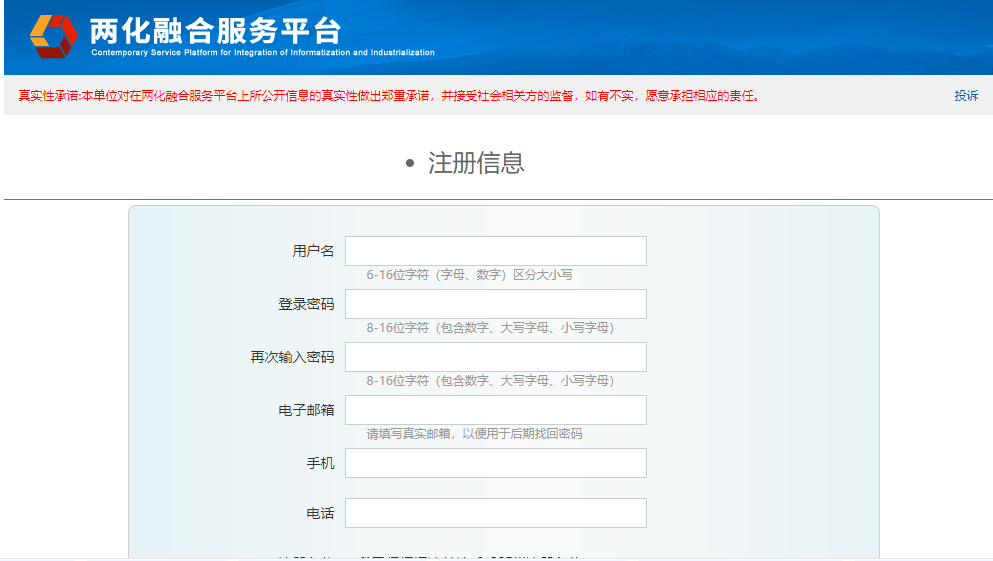 两化融合服务平台
Contemporary Service Platform for Integration of Informatization and Industrialization
真实性承诺:本单位对在两化融合服务平台上所公开信息的真实性做出郑重承诺，并接受社会相关方的监督，如有不实，愿意承担相应的责任。 投诉
• 注册信息
用户名
6-16位字符（字母、数字）区分大小写
登录密码
8-16位字符（包含数字、大写字母、小写字母）
再次输入密码
8-16位字符（包含数字、大写字母、小写字母）
电子邮箱
请填写真实邮箱，以便用于后期找回密码
手机
电话